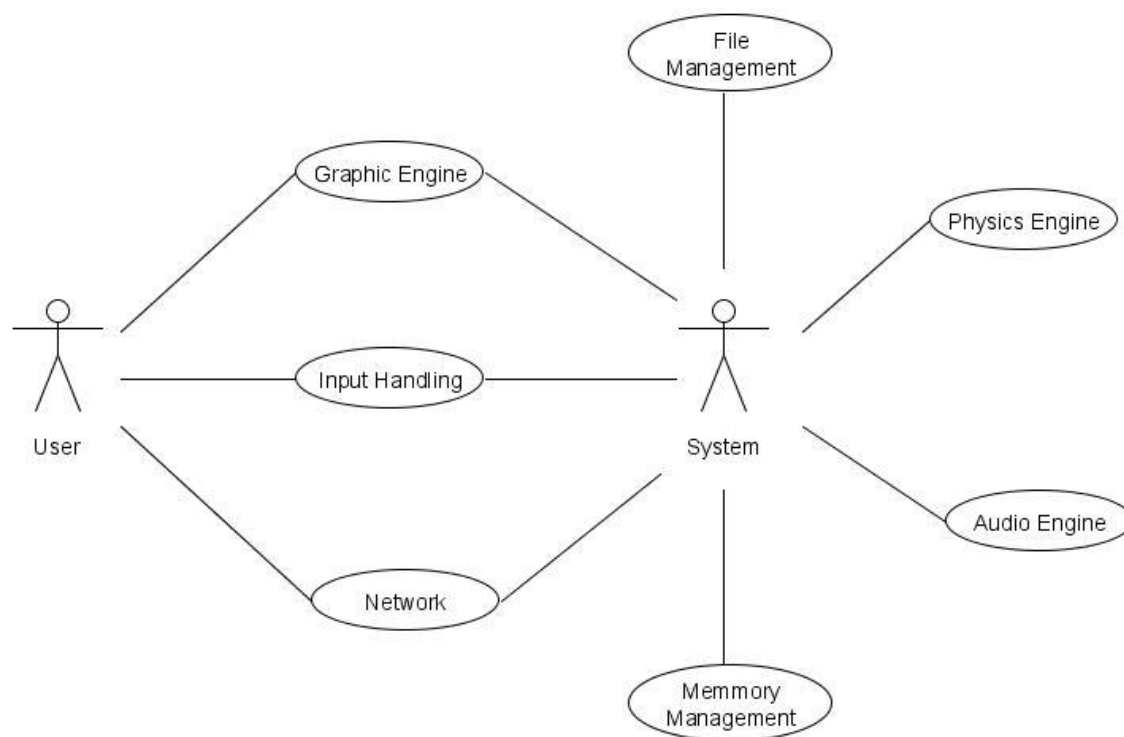 File
Management
Graphic Engine
Physics Engine
Input Handling
User
System
Audio Engine
Network
Memmory
Management